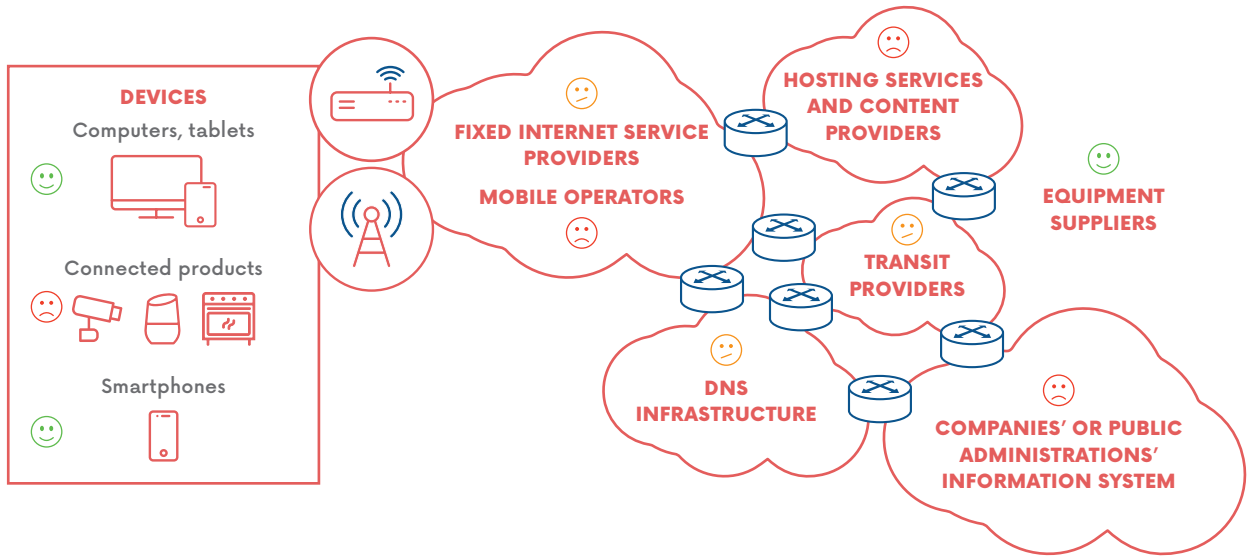 DEVICES
Computers, tablets
Connected products
Smartphones
FIXED INTERNET SERVICE
PROVIDERS
MOBILE OPERATORS
HOSTING SERVICES
AND CONTENT
PROVIDERS
EQUIPMENT
SUPPLIERS
TRANSIT
PROVIDERS
DNS
INFRASTRUCTURE
COMPANIES’ OR PUBLIC
ADMINISTRATIONS’
INFORMATION SYSTEM